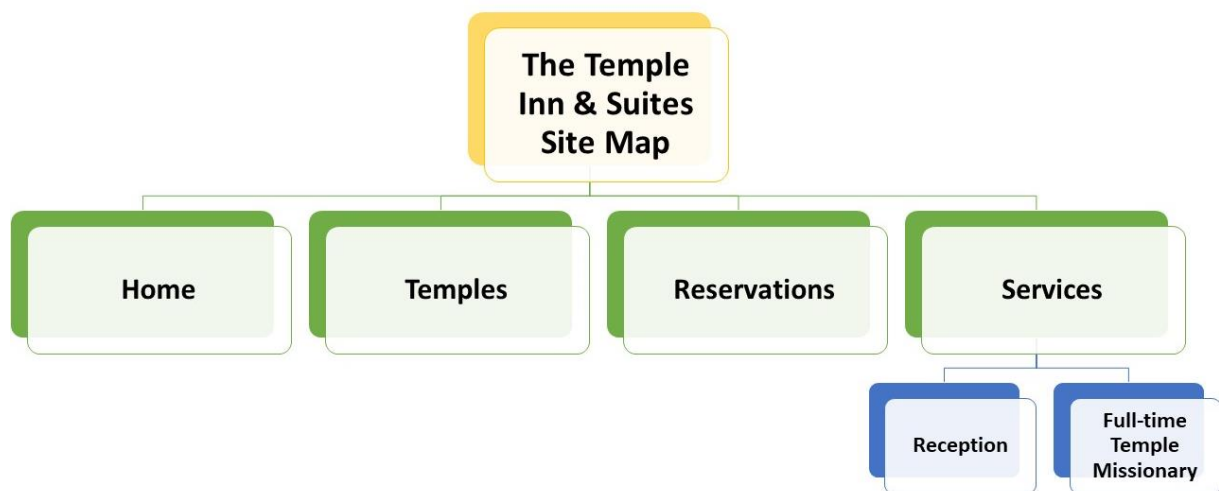 The Temple
Inn & Suites
Site Map
Home
Temples
Reservations
Services
Reception
Full-time
Temple
Missionary